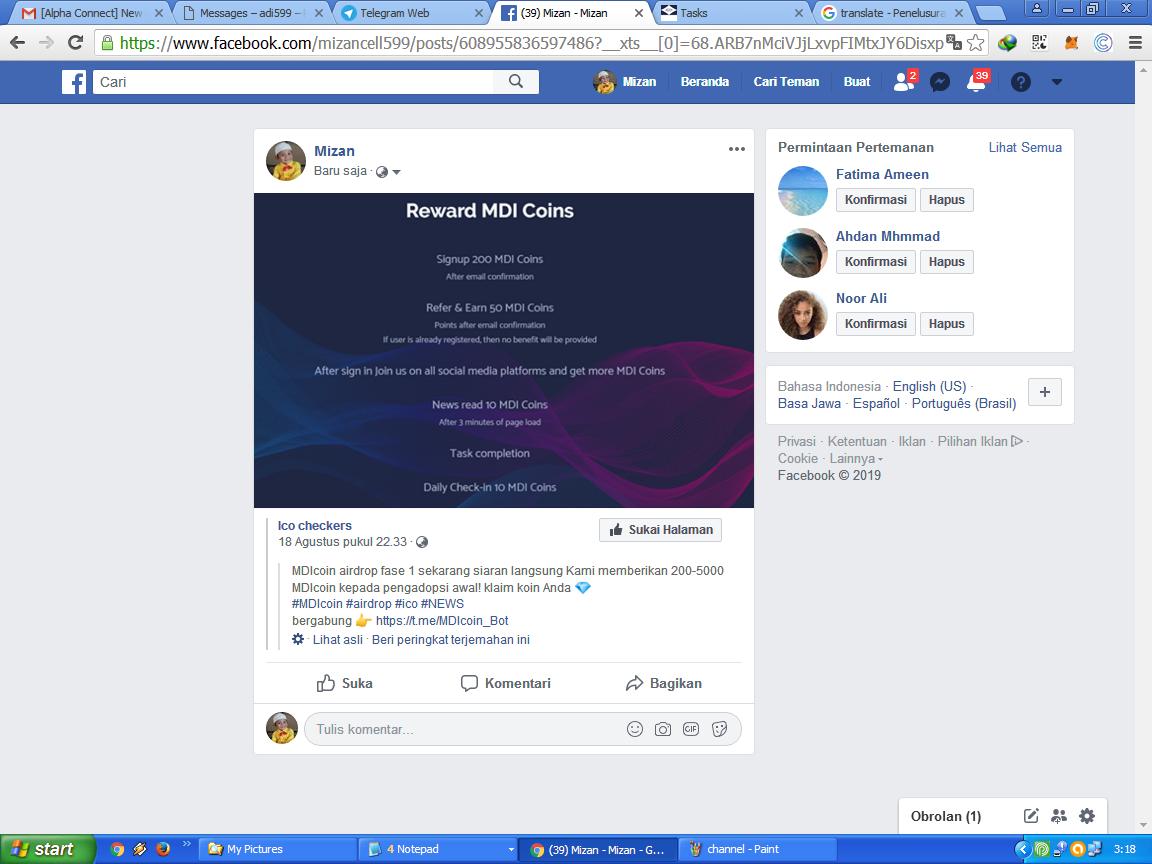 [Alpha Connect] New
Messages – adi599 –
Telegram Web
(39) Mizan - Mizan
Tasks
translate - Penelusura
https://www.facebook.com/mizancell599/posts/608955836597486?__xts__[0]=68.ARB7nMciVJjLxvpFIMtxJY6Disxp
Cari
Mizan
Beranda
Cari Teman
Buat
2
39
Mizan
Baru saja ·
Reward MDI Coins
Signup 200 MDI Coins
After email confirmation
Refer & Earn 50 MDI Coins
Points after email confirmation
If user is already registered, then no benefit will be provided
After sign in Join us on all social media platforms and get more MDI Coins
News read 10 MDI Coins
After 3 minutes of page load
Task completion
Daily Check-in 10 MDI Coins
Ico checkers
18 Agustus pukul 22.33 ·
Sukai Halaman
MDIcoin airdrop fase 1 sekarang siaran langsung Kami memberikan 200-5000
MDIcoin kepada pengadopsi awal! klaim koin Anda 💎
#MDIcoin #airdrop #ico #NEWS
bergabung 👉 https://t.me/MDIcoin_Bot
· Lihat asli · Beri peringkat terjemahan ini
Suka
Komentari
Bagikan
Tulis komentar...
GIF
Permintaan Pertemanan
Lihat Semua
Fatima Ameen
Konfirmasi
Hapus
Ahdan Mhmmad
Konfirmasi
Hapus
Noor Ali
Konfirmasi
Hapus
Bahasa Indonesia · English (US) ·
Basa Jawa · Español · Português (Brasil)
Privasi · Ketentuan · Iklan · Pilihan Iklan ·
Cookie · Lainnya
Facebook © 2019
Obrolan (1)
start
My Pictures
4 Notepad
(39) Mizan - Mizan - G...
channel - Paint
3:18